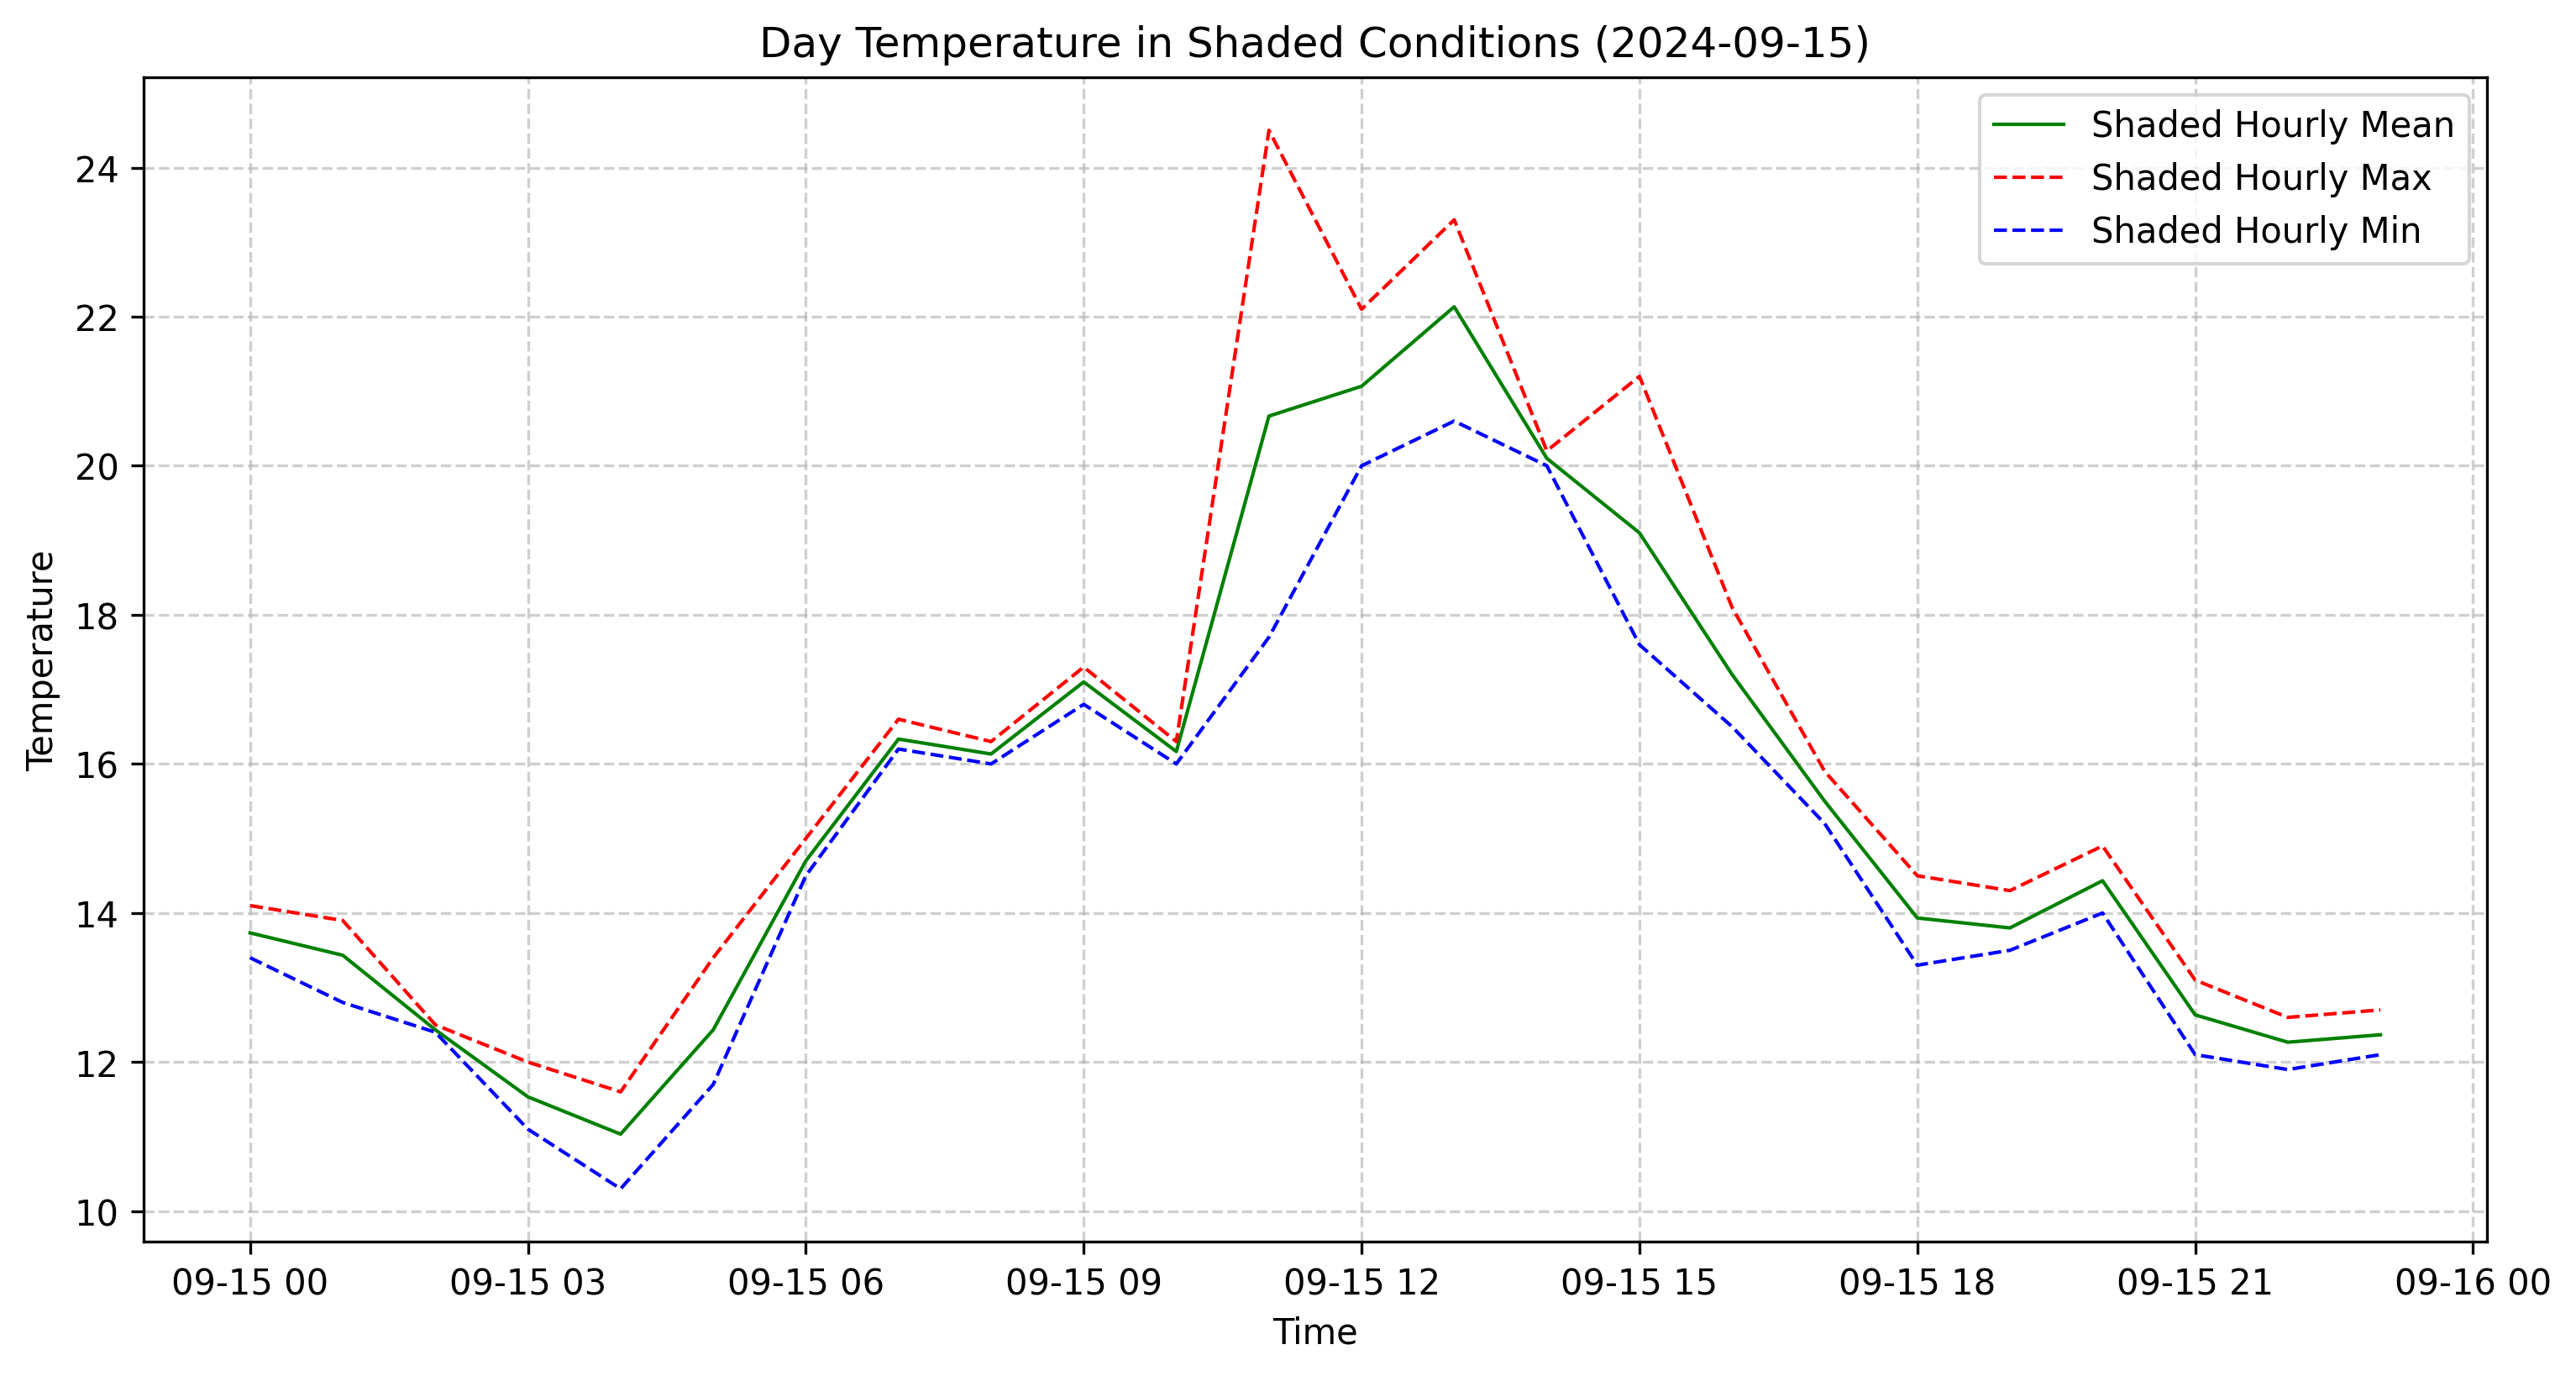 Day Temperature in Shaded Conditions (2024-09-15)
Shaded Hourly Mean
Shaded Hourly Max
Shaded Hourly Min
Temperature
24
22
20
18
16
14
12
10
09-15 00
09-15 03
09-15 06
09-15 09
09-15 12
09-15 15
09-15 18
09-15 21
09-16 00
Time